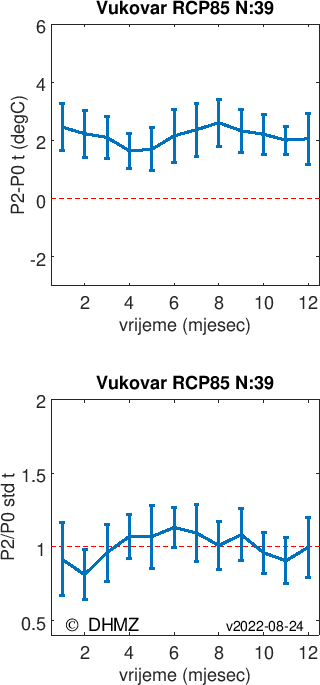 Vukovar RCP85 N:39
P2-P0 t (degC)
6
4
2
0
-2
2 4 6 8 10 12
vrijeme (mjesec)
Vukovar RCP85 N:39
P2/P0 std t
2
1.5
1
0.5
© DHMZ v2022-08-24
2 4 6 8 10 12
vrijeme (mjesec)